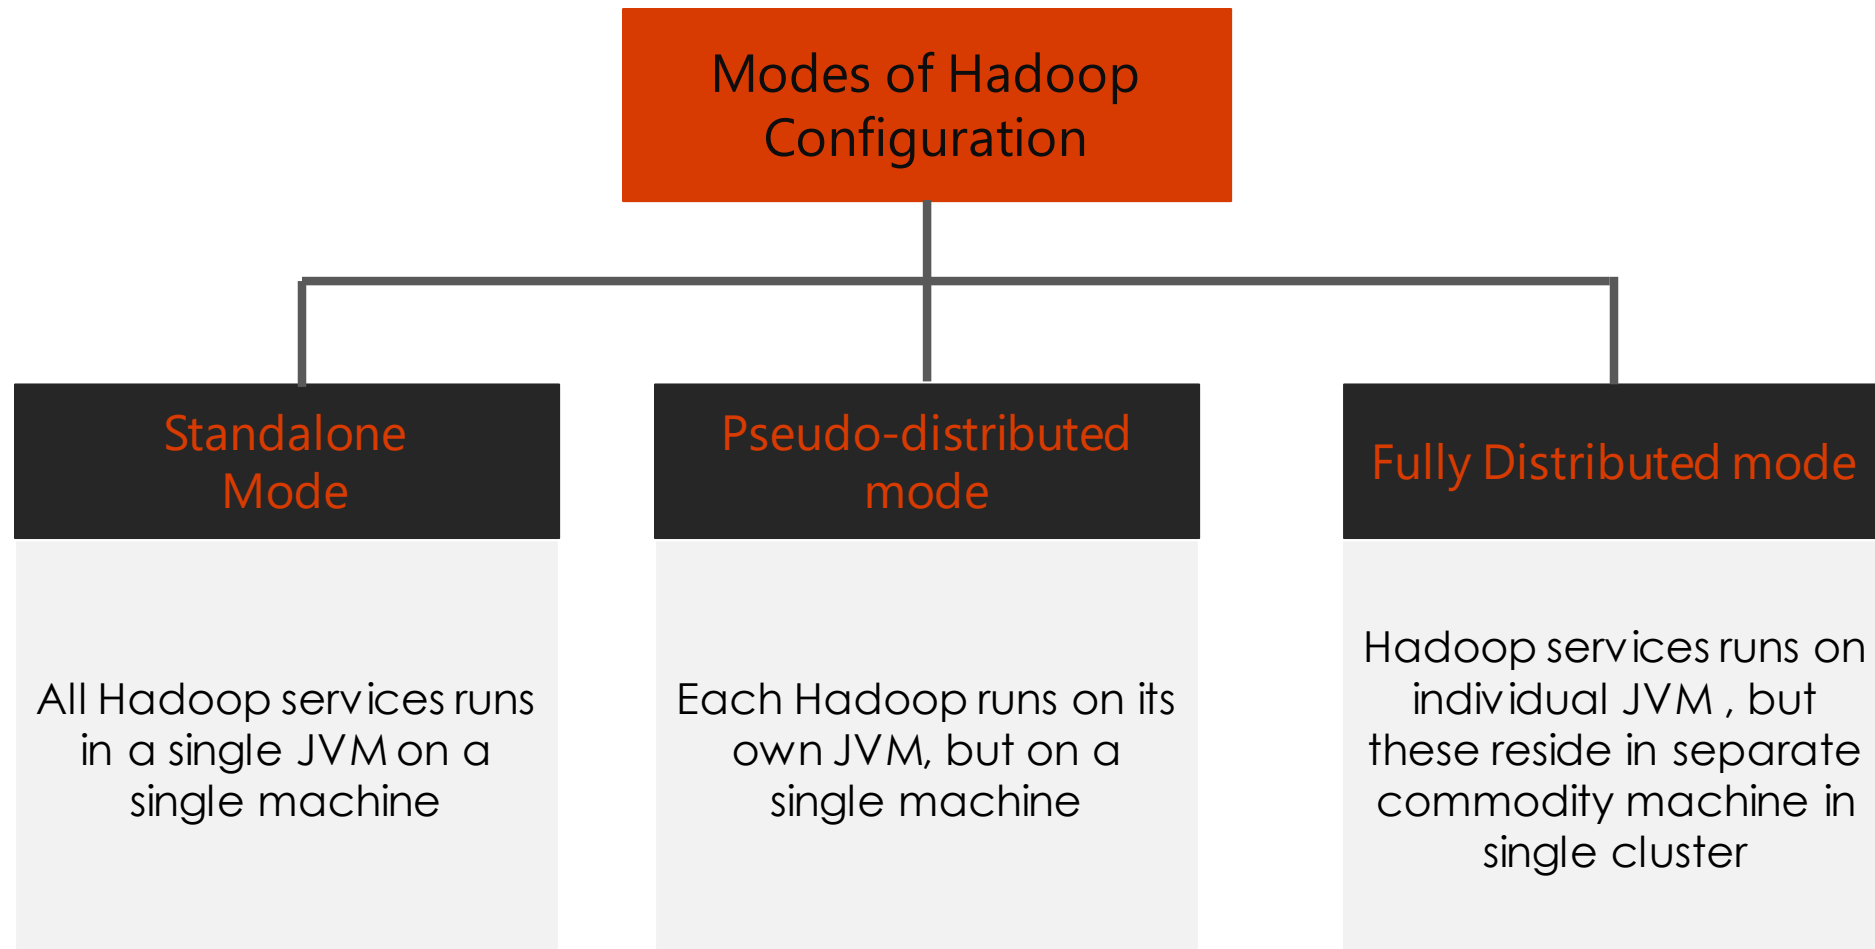 Modes of Hadoop
Configuration
Standalone
Mode
All Hadoop services runs
in a single JVM on a
single machine
Pseudo-distributed
mode
Each Hadoop runs on its
own JVM, but on a
single machine
Fully Distributed mode
Hadoop services runs on
individual JVM , but
these reside in separate
commodity machine in
single cluster